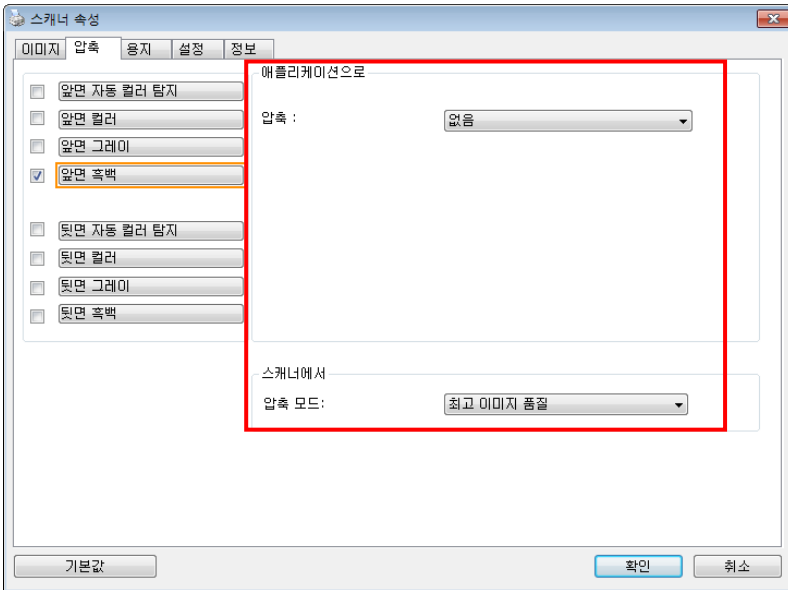 스캐너 속성
이미지 압축 용지 설정 정보
앞면 자동 컬러 탐지
앞면 컬러
앞면 그레이
앞면 흑백
뒷면 자동 컬러 탐지
뒷면 컬러
뒷면 그레이
뒷면 흑백
애플리케이션으로
압축 : 없음
스캐너에서
압축 모드: 최고 이미지 품질
기본값 확인 취소